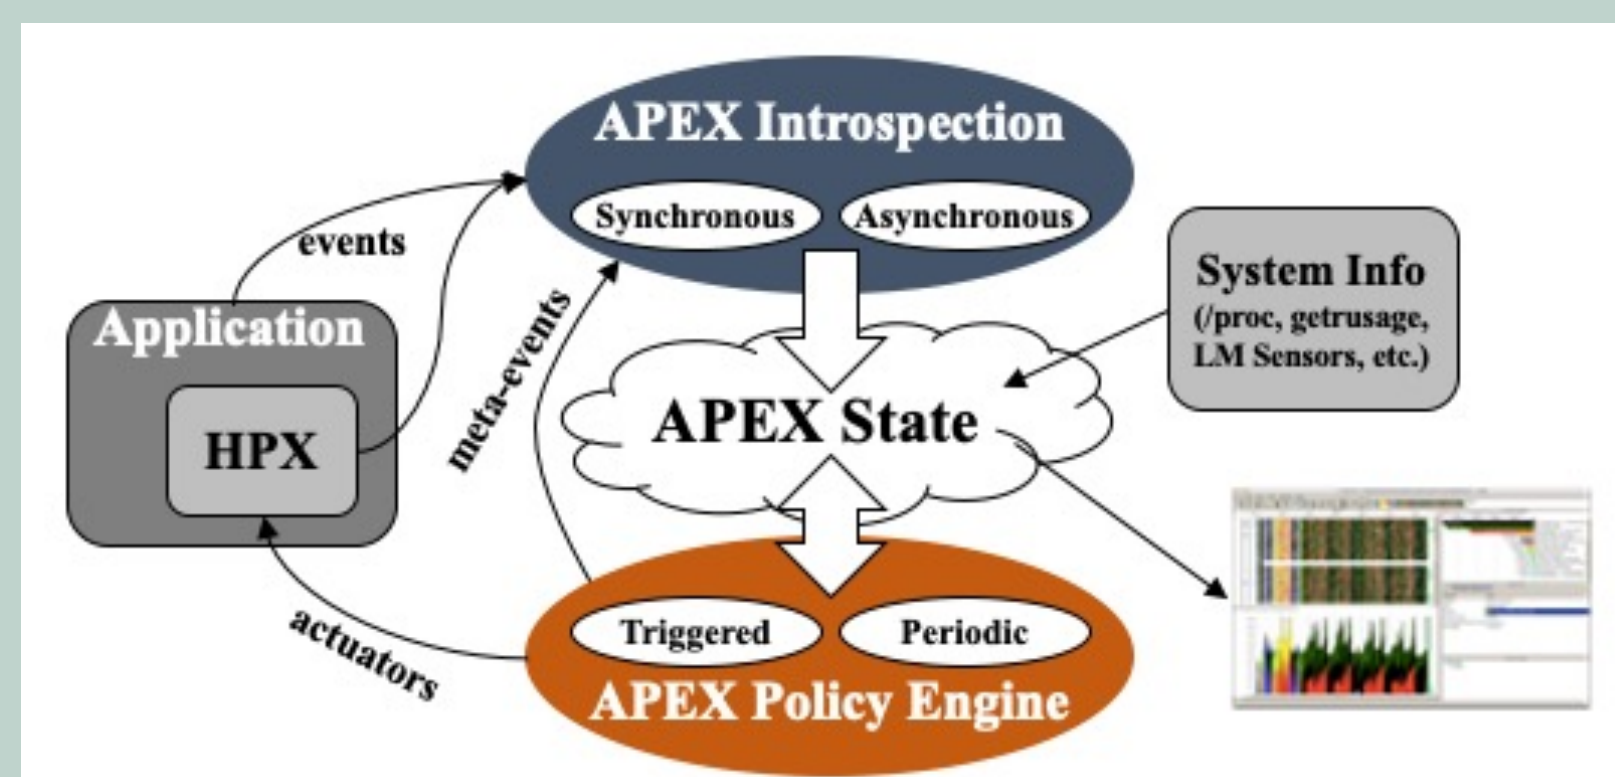 APEX Introspection
Synchronous
Asynchronous
events
System Info
(/proc, getrusage,
LM Sensors, etc.)
Application
meta-events
HPX
APEX State
actuators
Triggered
Periodic
APEX Policy Engine